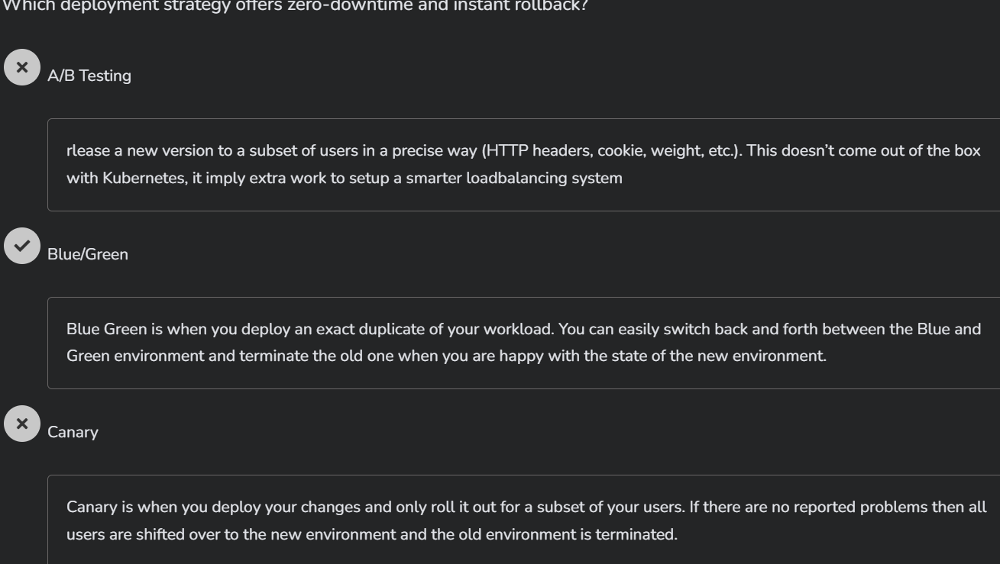 Which deployment strategy offers zero-downtime and instant rollback?
A/B Testing
rlease a new version to a subset of users in a precise way (HTTP headers, cookie, weight, etc.). This doesn’t come out of the box
with Kubernetes, it imply extra work to setup a smarter loadbalancing system
Blue/Green
Blue Green is when you deploy an exact duplicate of your workload. You can easily switch back and forth between the Blue and
Green environment and terminate the old one when you are happy with the state of the new environment.
Canary
Canary is when you deploy your changes and only roll it out for a subset of your users. If there are no reported problems then all
users are shifted over to the new environment and the old environment is terminated.